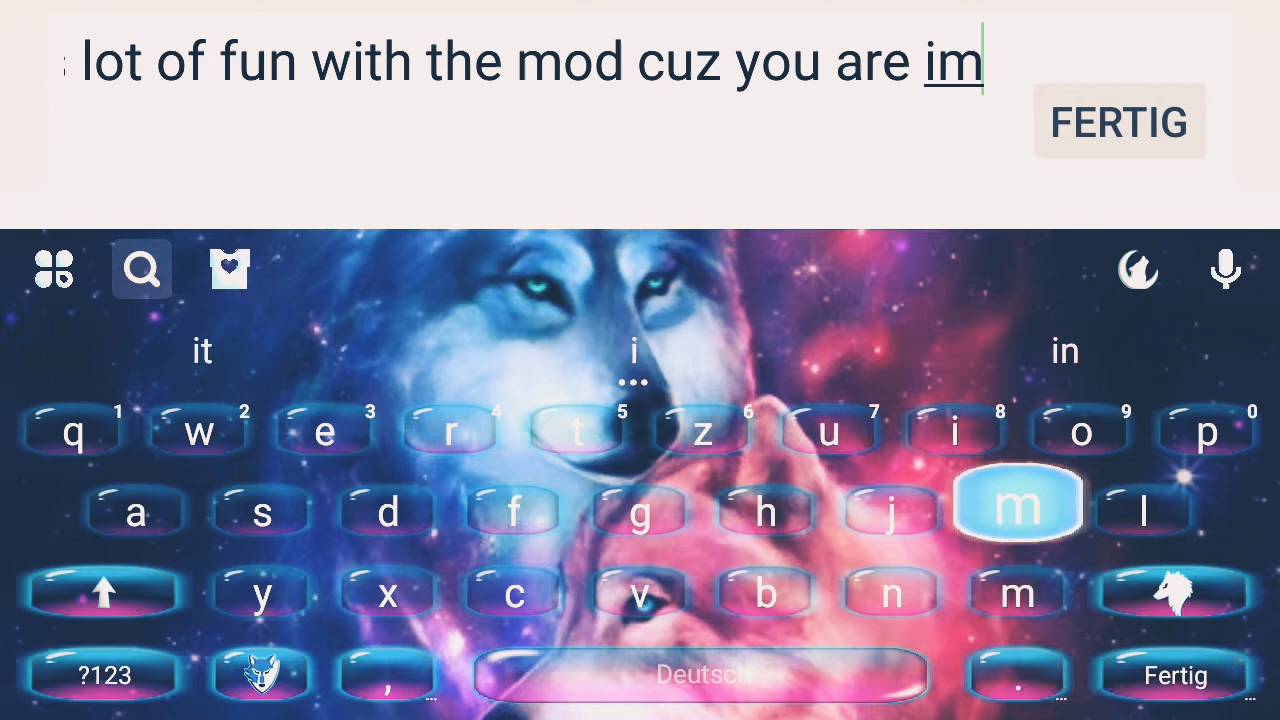 lot of fun with the mod cuz you are im
FERTIG
it i in
q 1 w 2 e 3 r 4 t 5 z 6 u 7 i 8 o 9 p 0
a s d f g h j m l
y x c v b n m
?123 , Deutsch . Fertig